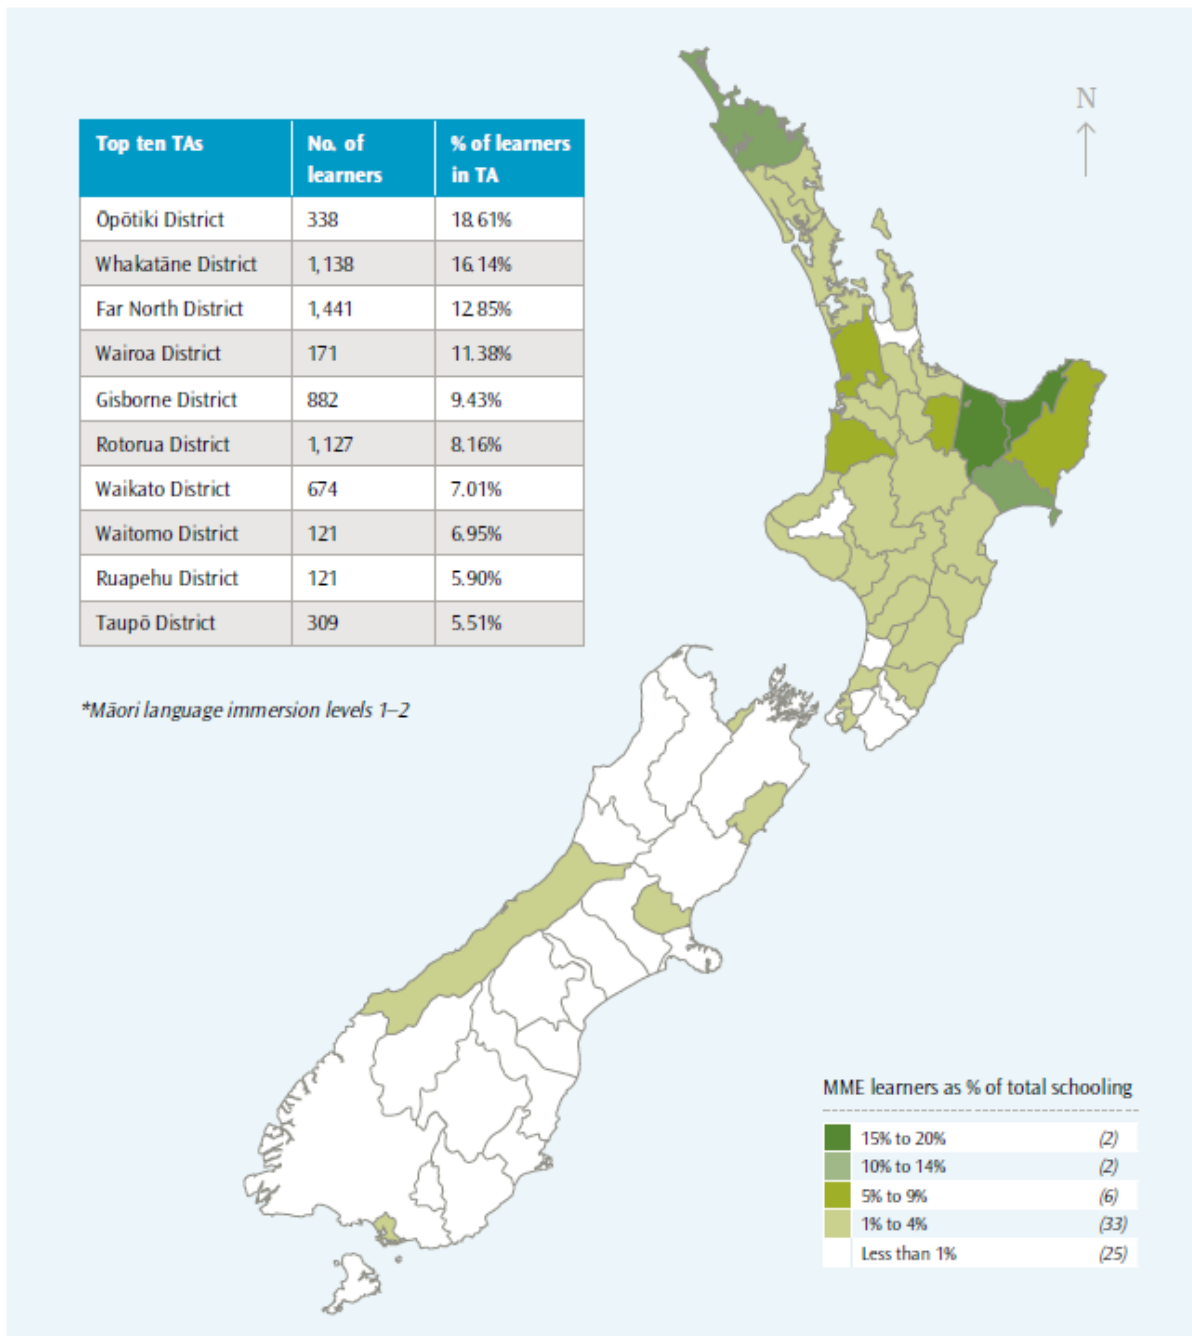 N
Top ten TAs No. of learners % of learners in TA
Ōpōtiki District 338 18.61%
Whakatāne District 1,138 16.14%
Far North District 1,441 12.85%
Wairoa District 171 11.38%
Gisborne District 882 9.43%
Rotorua District 1,127 8.16%
Waikato District 674 7.01%
Waitomo District 121 6.95%
Ruapehu District 121 5.90%
Taupō District 309 5.51%
*Māori language immersion levels 1–2
MME learners as % of total schooling
15% to 20% (2)
10% to 14% (2)
5% to 9% (6)
1% to 4% (33)
Less than 1% (25)